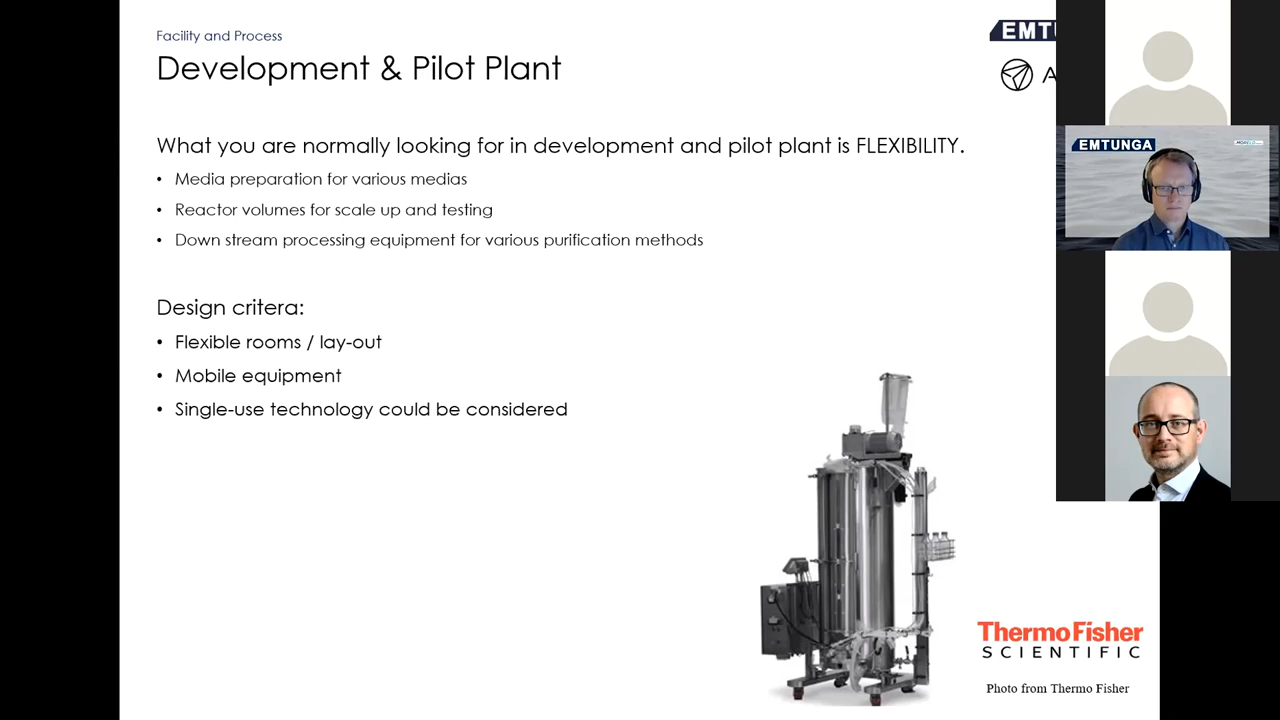 Facility and Process
Development & Pilot Plant
EMTU
A
What you are normally looking for in development and pilot plant is FLEXIBILITY.
• Media preparation for various medias
• Reactor volumes for scale up and testing
• Down stream processing equipment for various purification methods
Design critera:
• Flexible rooms / lay-out
• Mobile equipment
• Single-use technology could be considered
EMTUNGA
ThermoFisher
SCIENTIFIC
Photo from Thermo Fisher